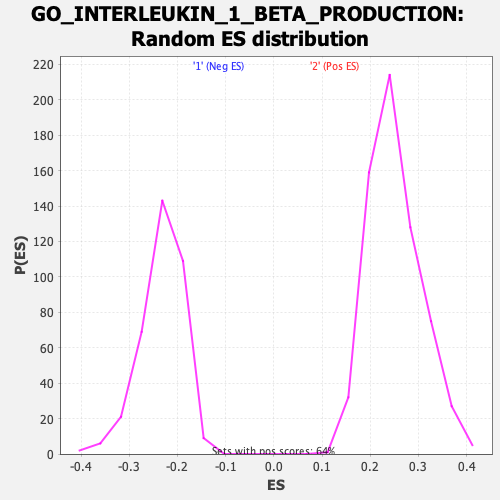 GO_INTERLEUKIN_1_BETA_PRODUCTION:
Random ES distribution
'1' (Neg ES) '2' (Pos ES)
220
200
180
160
140
120
100
80
60
40
20
0
P(ES)
Sets with pos scores: 64%
-0.4 -0.3 -0.2 -0.1 0.0 0.1 0.2 0.3 0.4
ES